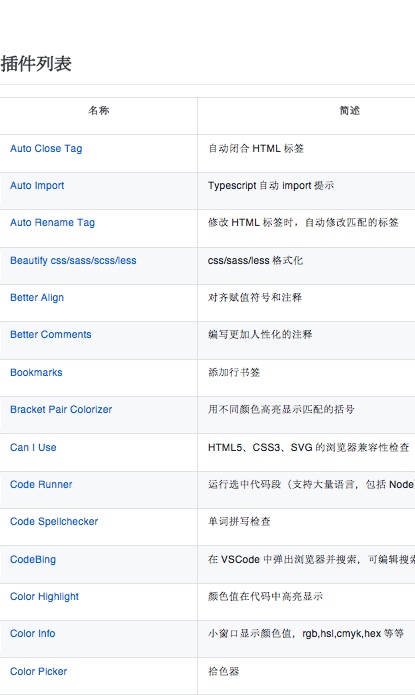 插件列表
名称 简述
Auto Close Tag 自动闭合 HTML 标签
Auto Import Typescript 自动 import 提示
Auto Rename Tag 修改 HTML 标签时，自动修改匹配的标签
Beautify css/sass/scss/less css/sass/less 格式化
Better Align 对齐赋值符号和注释
Better Comments 编写更加人性化的注释
Bookmarks 添加行书签
Bracket Pair Colorizer 用不同颜色高亮显示匹配的括号
Can I Use HTML5、CSS3、SVG 的浏览器兼容性检查
Code Runner 运行选中代码段（支持大量语言，包括 Node
Code Spellchecker 单词拼写检查
CodeBing 在 VSCode 中弹出浏览器并搜索，可编辑搜索
Color Highlight 颜色值在代码中高亮显示
Color Info 小窗口显示颜色值，rgb,hsl,cmyk,hex 等等
Color Picker 拾色器